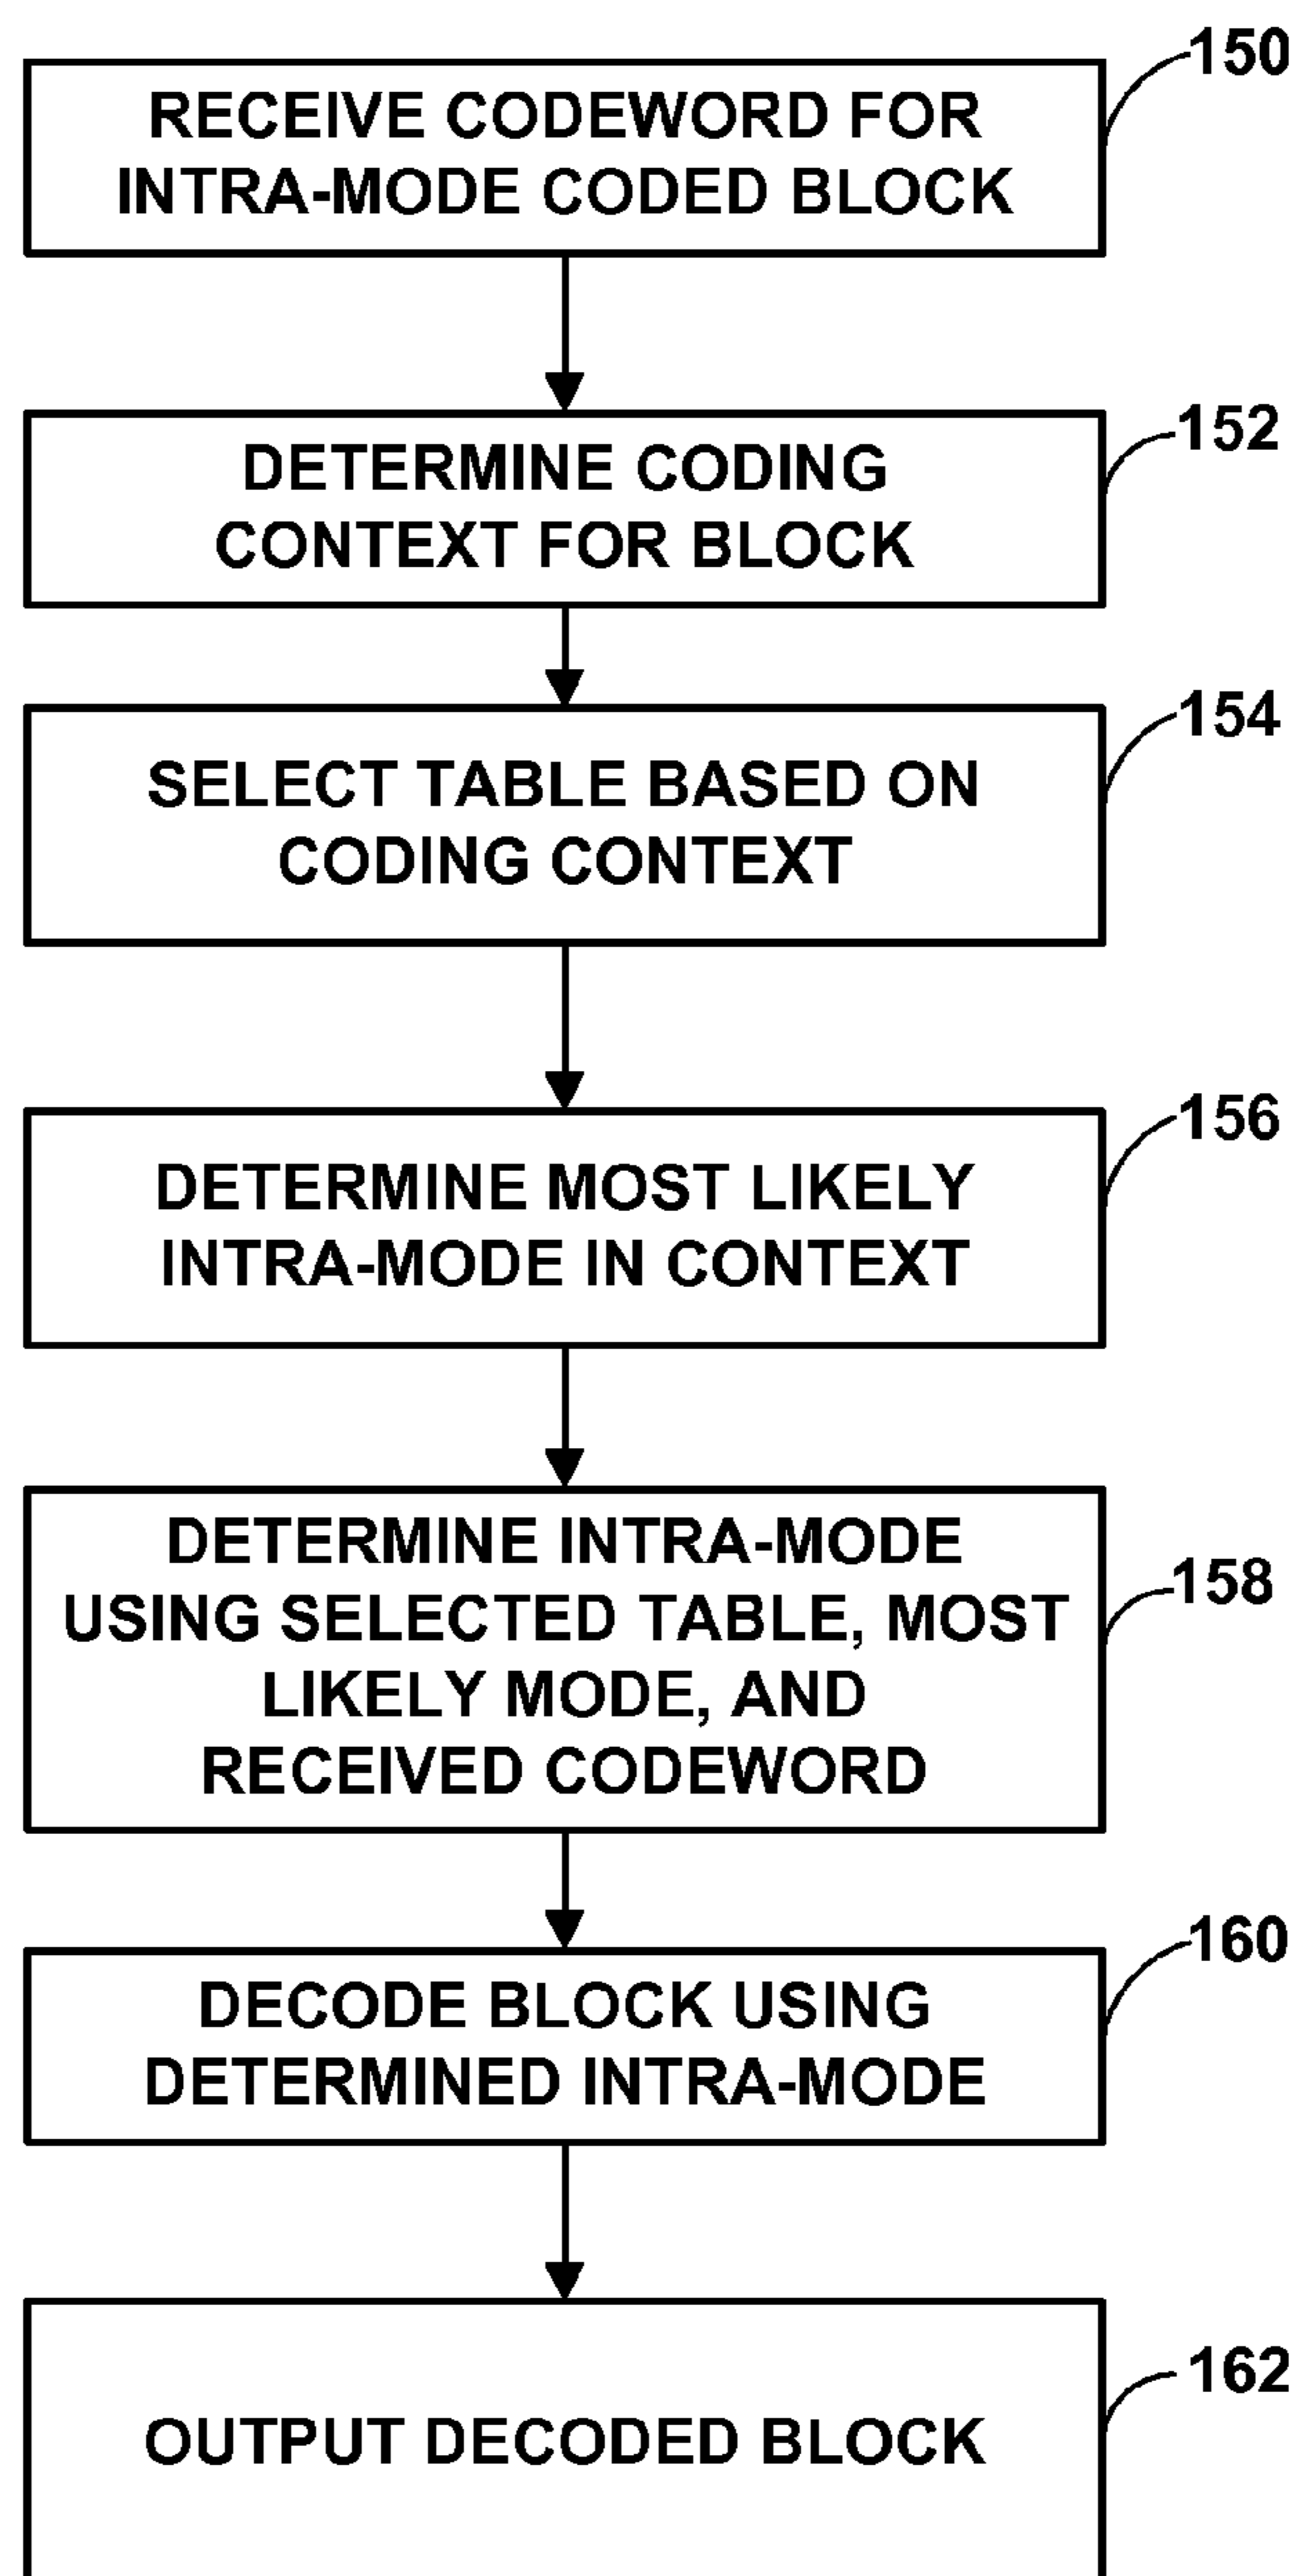 150
RECEIVE CODEWORD FOR
INTRA-MODE CODED BLOCK
152
DETERMINE CODING
CONTEXT FOR BLOCK
154
SELECT TABLE BASED ON
CODING CONTEXT
156
DETERMINE MOST LIKELY
INTRA-MODE IN CONTEXT
158
DETERMINE INTRA-MODE
USING SELECTED TABLE, MOST
LIKELY MODE, AND
RECEIVED CODEWORD
160
DECODE BLOCK USING
DETERMINED INTRA-MODE
162
OUTPUT DECODED BLOCK